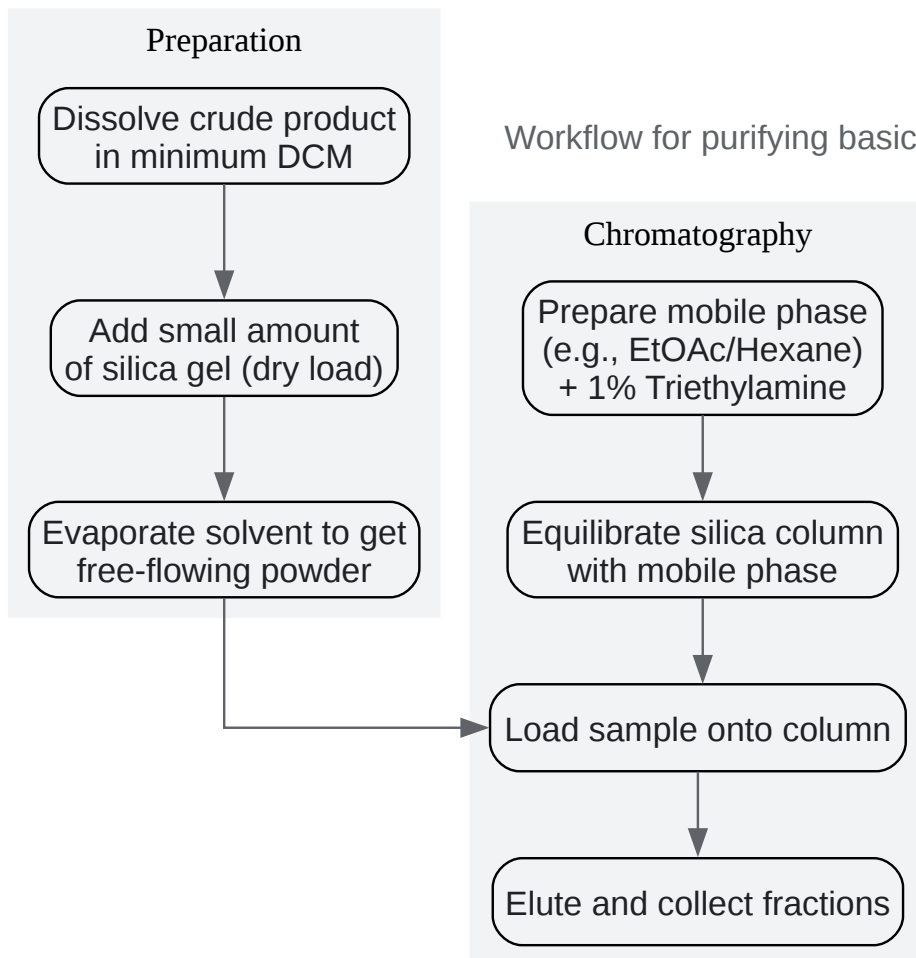 Preparation
Dissolve crude product
in minimum DCM
Add small amount
of silica gel (dry load)
Evaporate solvent to get
free-flowing powder
Workflow for purifying basic
Chromatography
Prepare mobile phase
(e.g., EtOAc/Hexane)
+ 1% Triethylamine
Equilibrate silica column
with mobile phase
Load sample onto column
Elute and collect fractions